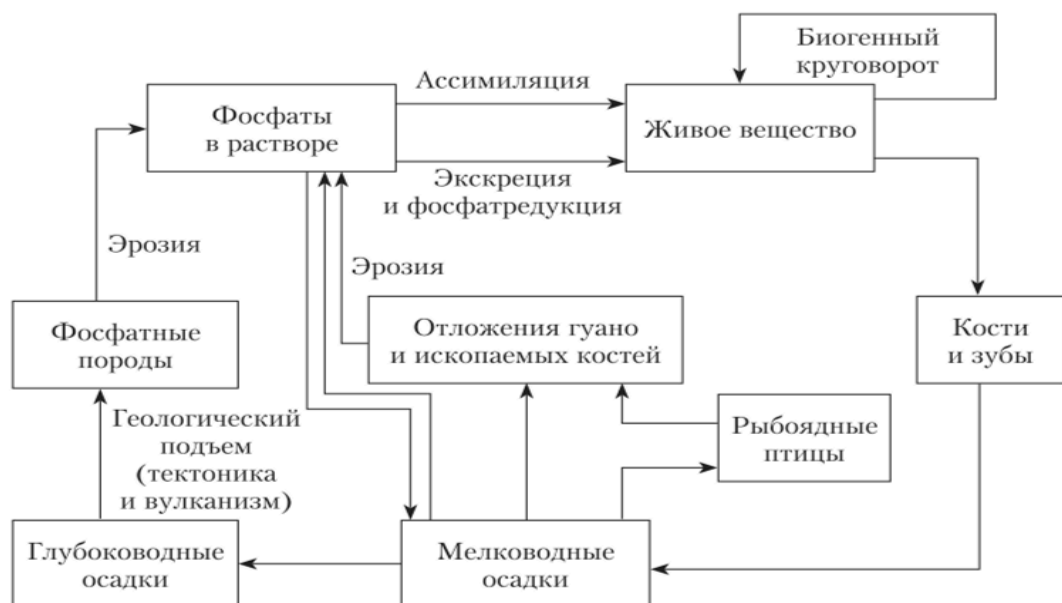 Биогенный
круговорот
Ассимиляция
Фосфаты
в растворе
Живое вещество
Экскреция
и фосфатредукция
Эрозия
Эрозия
Фосфатные
породы
Отложения гуано
и ископаемых костей
Кости
и зубы
Геологический
подъем
(тектоника
и вулканизм)
Рыбоядные
птицы
Глубоководные
осадки
Мелководные
осадки